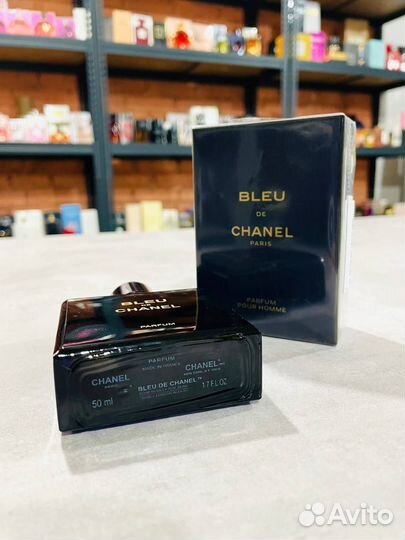 BLEU
DE
CHANEL
PARIS
PARFUM
POUR HOMME
BLEU
DE
CHANEL
PARFUM
PARFUM
MADE IN FRANCE
CHANEL
CHANEL
BLEU DE CHANEL™
50 ml
1.7 FL.OZ
Avito